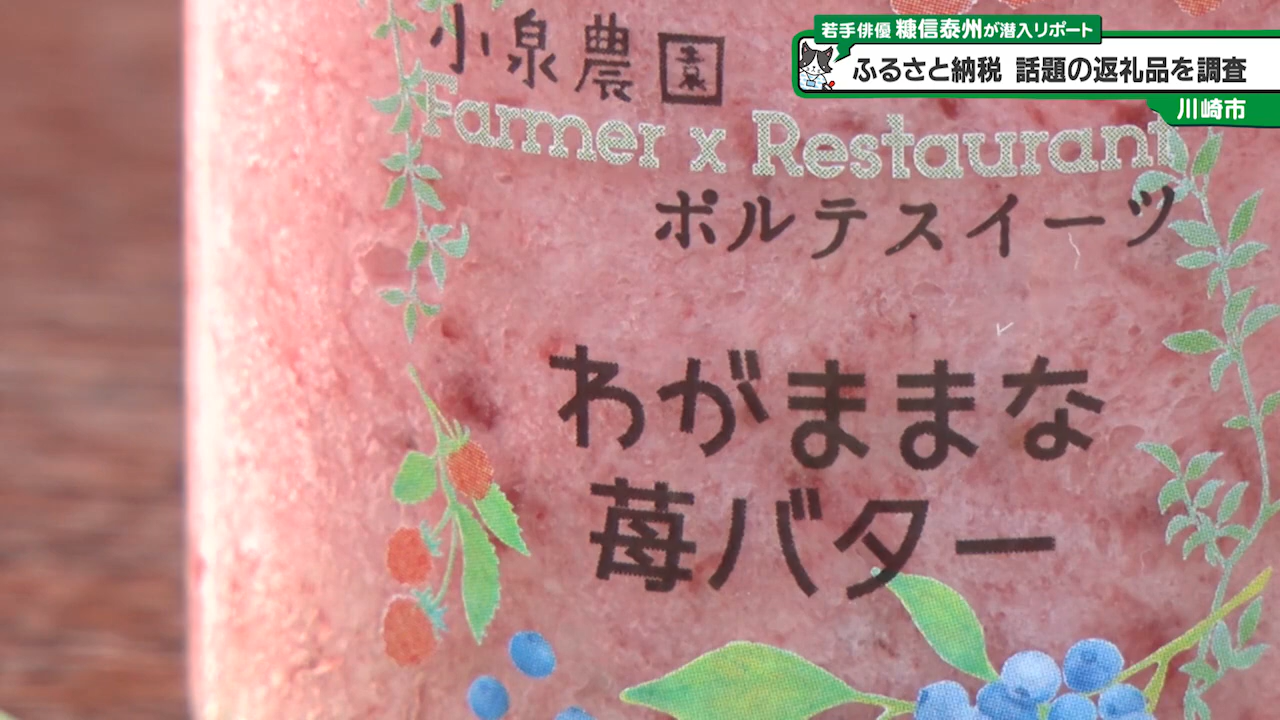 若手俳優 糠信泰州が潜入リポート
ふるさと納税 話題の返礼品を調査
川崎市
小泉農園
Farmer x Restaurant
ポルテスイーツ
わがままな
苺バター